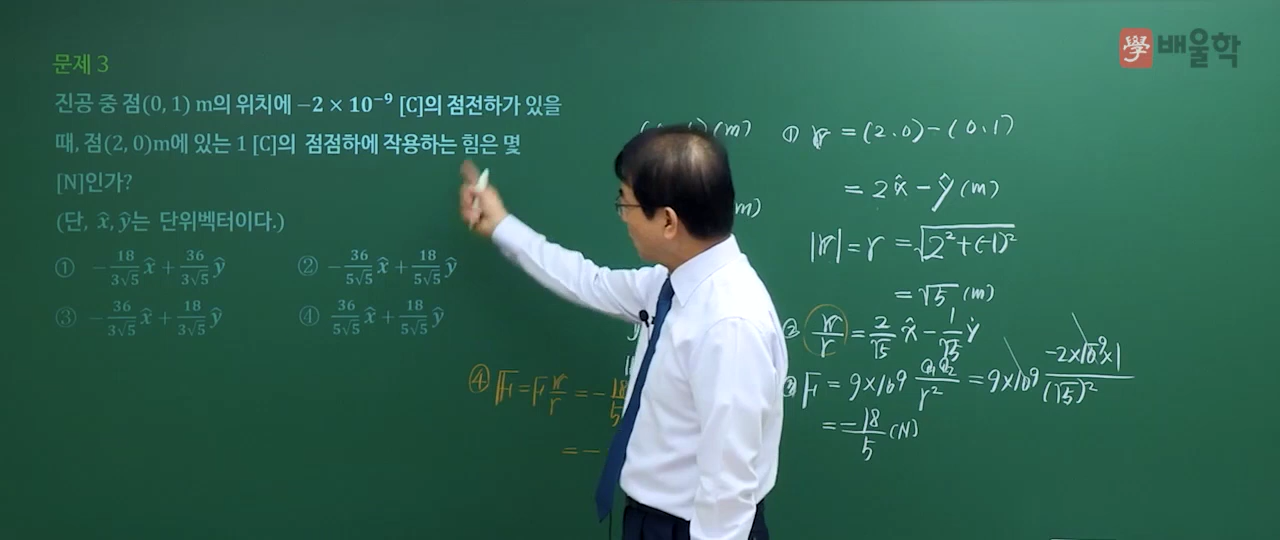 學 배울학
문제 3
진공 중 점(0, 1) m의 위치에 −2 × 10⁻⁹ [C]의 점전하가 있을
때, 점(2, 0)m에 있는 1 [C]의 점점하에 작용하는 힘은 몇
[N]인가?
(단, x̂, ŷ는 단위벡터이다.)
① −18/3√5 x̂ + 36/3√5 ŷ ② −36/5√5 x̂ + 18/5√5 ŷ
③ −36/3√5 x̂ + 18/3√5 ŷ ④ 36/5√5 x̂ + 18/5√5 ŷ
(m)
m)
① r = (2.0) − (0.1)
= 2x̂ − ŷ (m)
|r| = r = √2² + (−1)²
= √5 (m)
r/r = 2/√5 x̂ − 1/√5 ŷ
F = 9×10⁹ Q₁Q₂/r² = 9×10⁹ −2×10⁻⁹×1/(√5)²
= −18/5 (N)
④ F = F r/r = − 18/5
= −